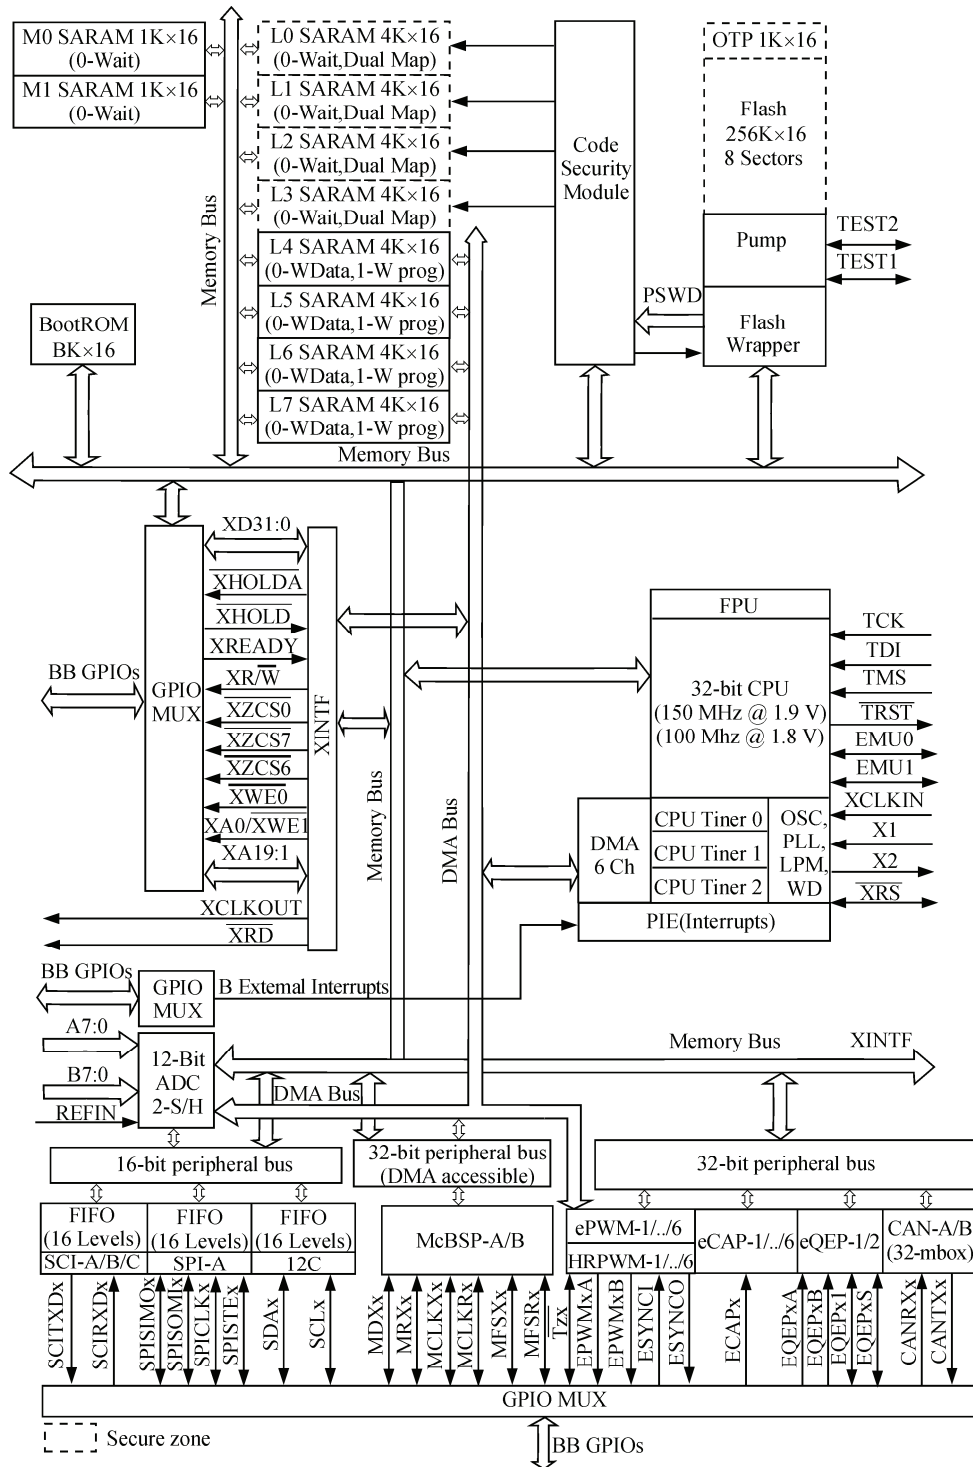 M0 SARAM 1K×16
(0-Wait)
M1 SARAM 1K×16
(0-Wait)
L0 SARAM 4K×16
(0-Wait,Dual Map)
L1 SARAM 4K×16
(0-Wait,Dual Map)
L2 SARAM 4K×16
(0-Wait,Dual Map)
L3 SARAM 4K×16
(0-Wait,Dual Map)
L4 SARAM 4K×16
(0-WData,1-W prog)
L5 SARAM 4K×16
(0-WData,1-W prog)
L6 SARAM 4K×16
(0-WData,1-W prog)
L7 SARAM 4K×16
(0-WData,1-W prog)
Memory Bus
Code
Security
Module
OTP 1K×16
Flash
256K×16
8 Sectors
Pump
TEST2
TEST1
PSWD
Flash
Wrapper
BootROM
BK×16
Memory Bus
XD31:0
XHOLDA
XHOLD
XREADY
XR/W
XZCS0
XZCS7
XZCS6
XWE0
XA0/XWE1
XA19:1
XCLKOUT
XRD
BB GPIOs
GPIO
MUX
XINTF
Memory Bus
DMA Bus
FPU
32-bit CPU
(150 MHz @ 1.9 V)
(100 Mhz @ 1.8 V)
TCK
TDI
TMS
TRST
EMU0
EMU1
XCLKIN
X1
X2
XRS
DMA
6 Ch
CPU Tiner 0
CPU Tiner 1
CPU Tiner 2
OSC,
PLL,
LPM,
WD
PIE(Interrupts)
BB GPIOs
GPIO
MUX
B External Interrupts
A7:0
B7:0
REFIN
12-Bit
ADC
2-S/H
Memory Bus
XINTF
DMA Bus
16-bit peripheral bus
32-bit peripheral bus
(DMA accessible)
32-bit peripheral bus
FIFO
(16 Levels)
SCI-A/B/C
FIFO
(16 Levels)
SPI-A
FIFO
(16 Levels)
12C
McBSP-A/B
ePWM-1/../6
HRPWM-1/../6
eCAP-1/../6
eQEP-1/2
CAN-A/B
(32-mbox)
SCITXDx
SCIRXDx
SPISIMOx
SPISOMIx
SPICLKx
SPISTEx
SDAx
SCLx
MDXx
MRXx
MCLKXx
MCLKRx
MFSXx
MFSRx
Tzx
EPWMxA
EPWMxB
ESYNCI
ESYNCO
ECAPx
EQEPxA
EQEPxB
EQEPx1
EQEPxS
CANRXx
CANTXx
GPIO MUX
Secure zone
BB GPIOs